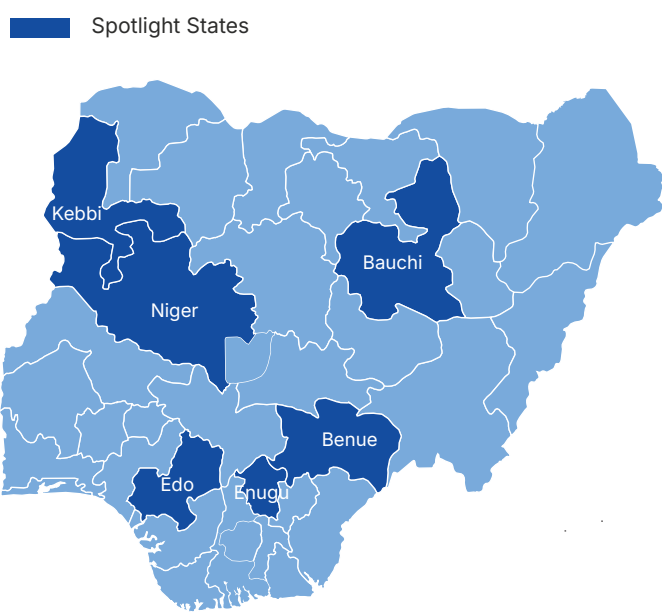 Spotlight States
Kebbi
Bauchi
Niger
Benue
Edo
Enugu